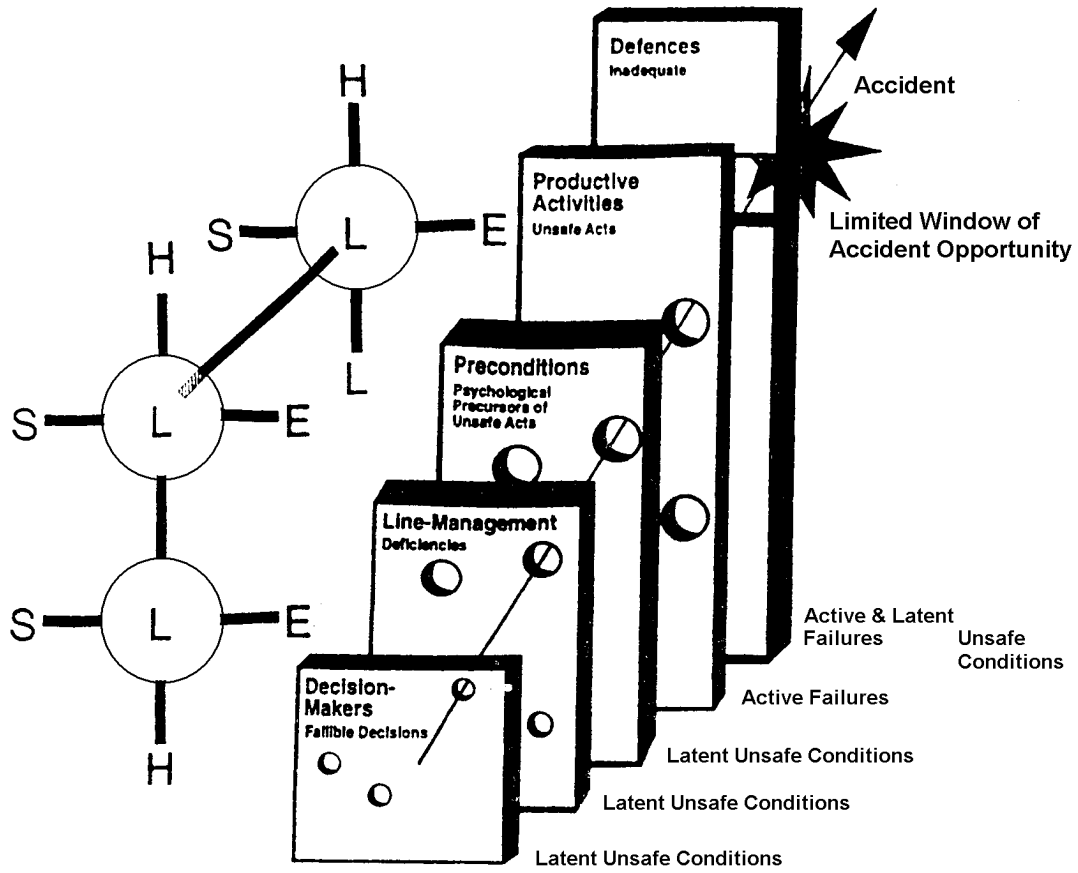 H
S
L
E
L
H
S
L
E
S
L
E
H
Defences
Inadequate
Accident
Productive
Activities
Unsafe Acts
Limited Window of
Accident Opportunity
Preconditions
Psychological
Precursors of
Unsafe Acts
Line-Management
Deficiencies
Decision-
Makers
Fallible Decisions
Active & Latent
Failures
Unsafe
Conditions
Active Failures
Latent Unsafe Conditions
Latent Unsafe Conditions
Latent Unsafe Conditions